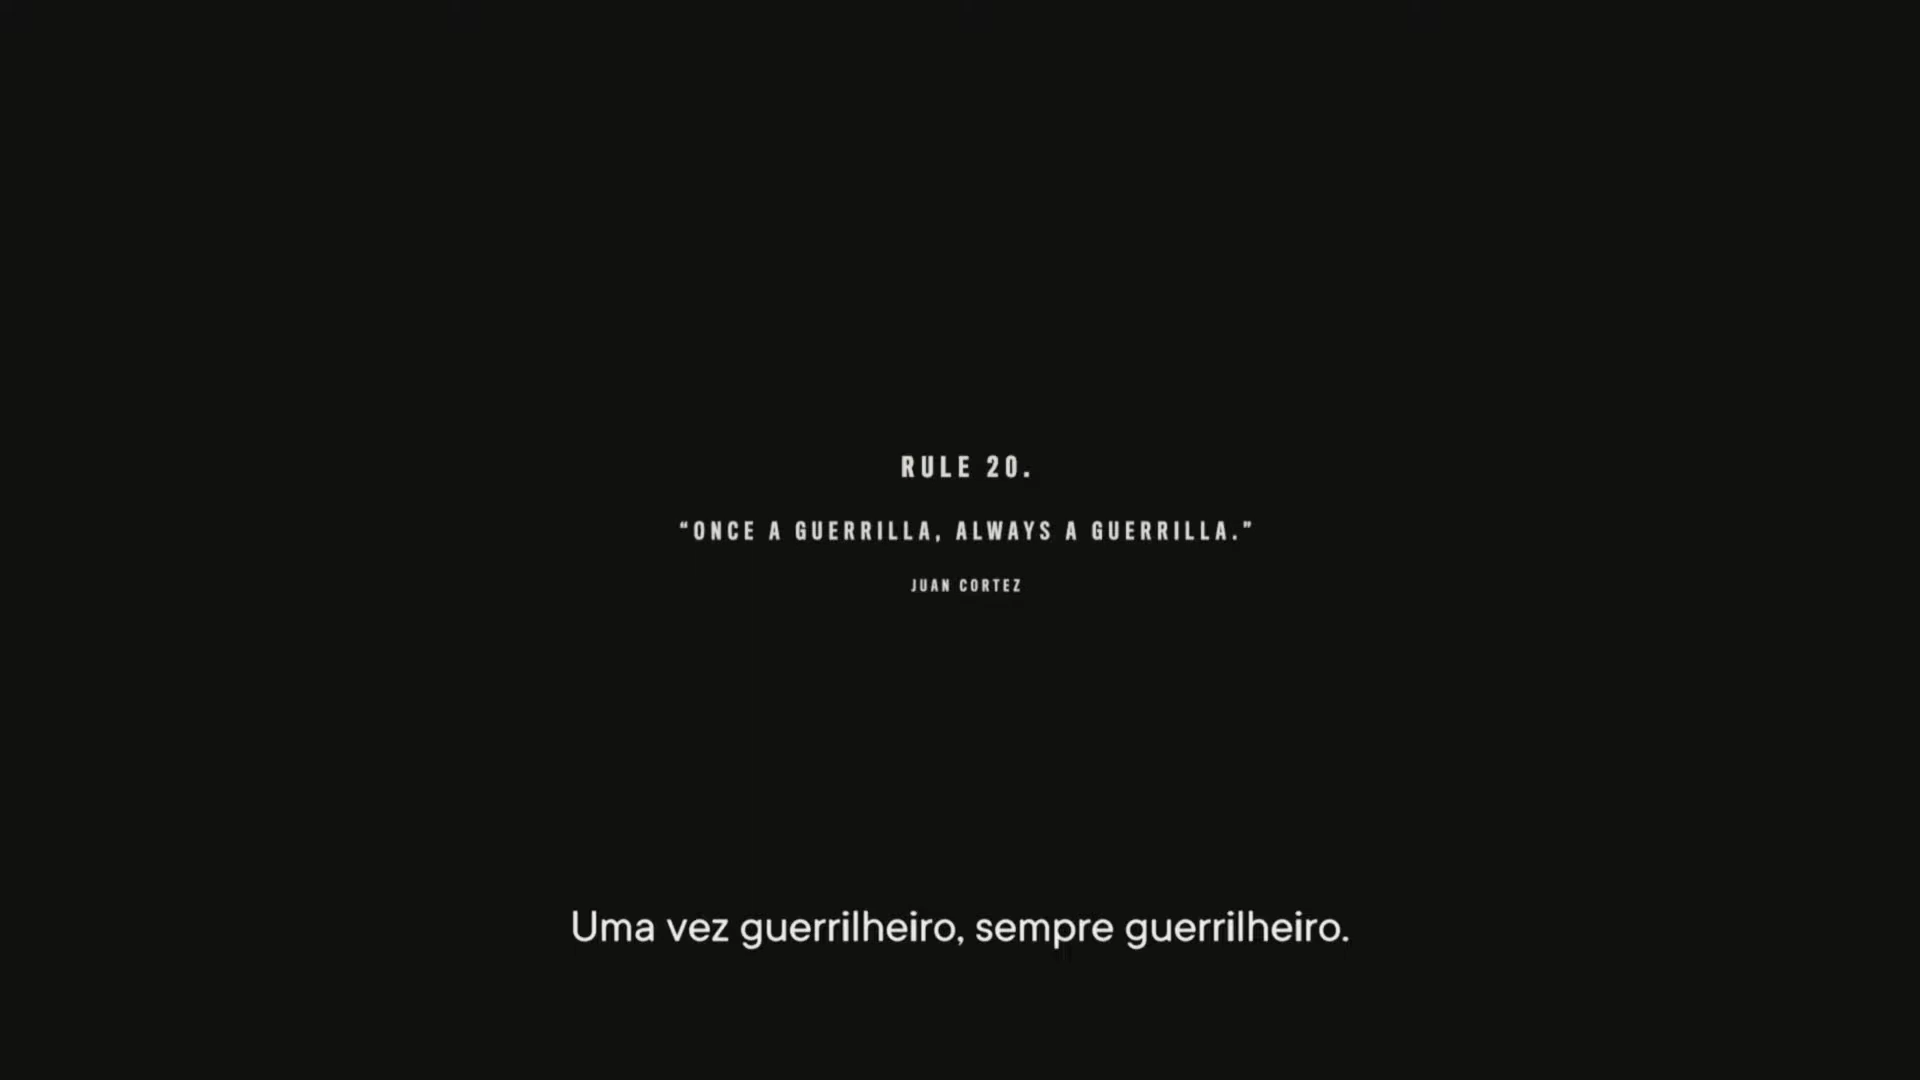 RULE 20.
“ONCE A GUERRILLA, ALWAYS A GUERRILLA.”
JUAN CORTEZ
Uma vez guerrilheiro, sempre guerrilheiro.